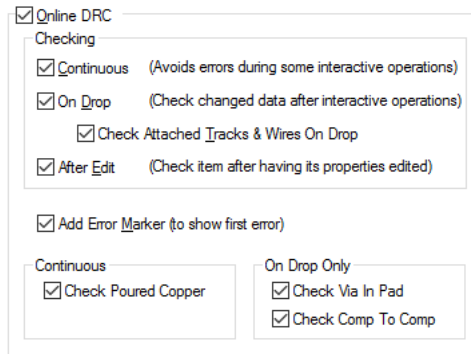 Online DRC
Checking
Continuous (Avoids errors during some interactive operations)
On Drop (Check changed data after interactive operations)
Check Attached Tracks & Wires On Drop
After Edit (Check item after having its properties edited)
Add Error Marker (to show first error)
Continuous
Check Poured Copper
On Drop Only
Check Via In Pad
Check Comp To Comp